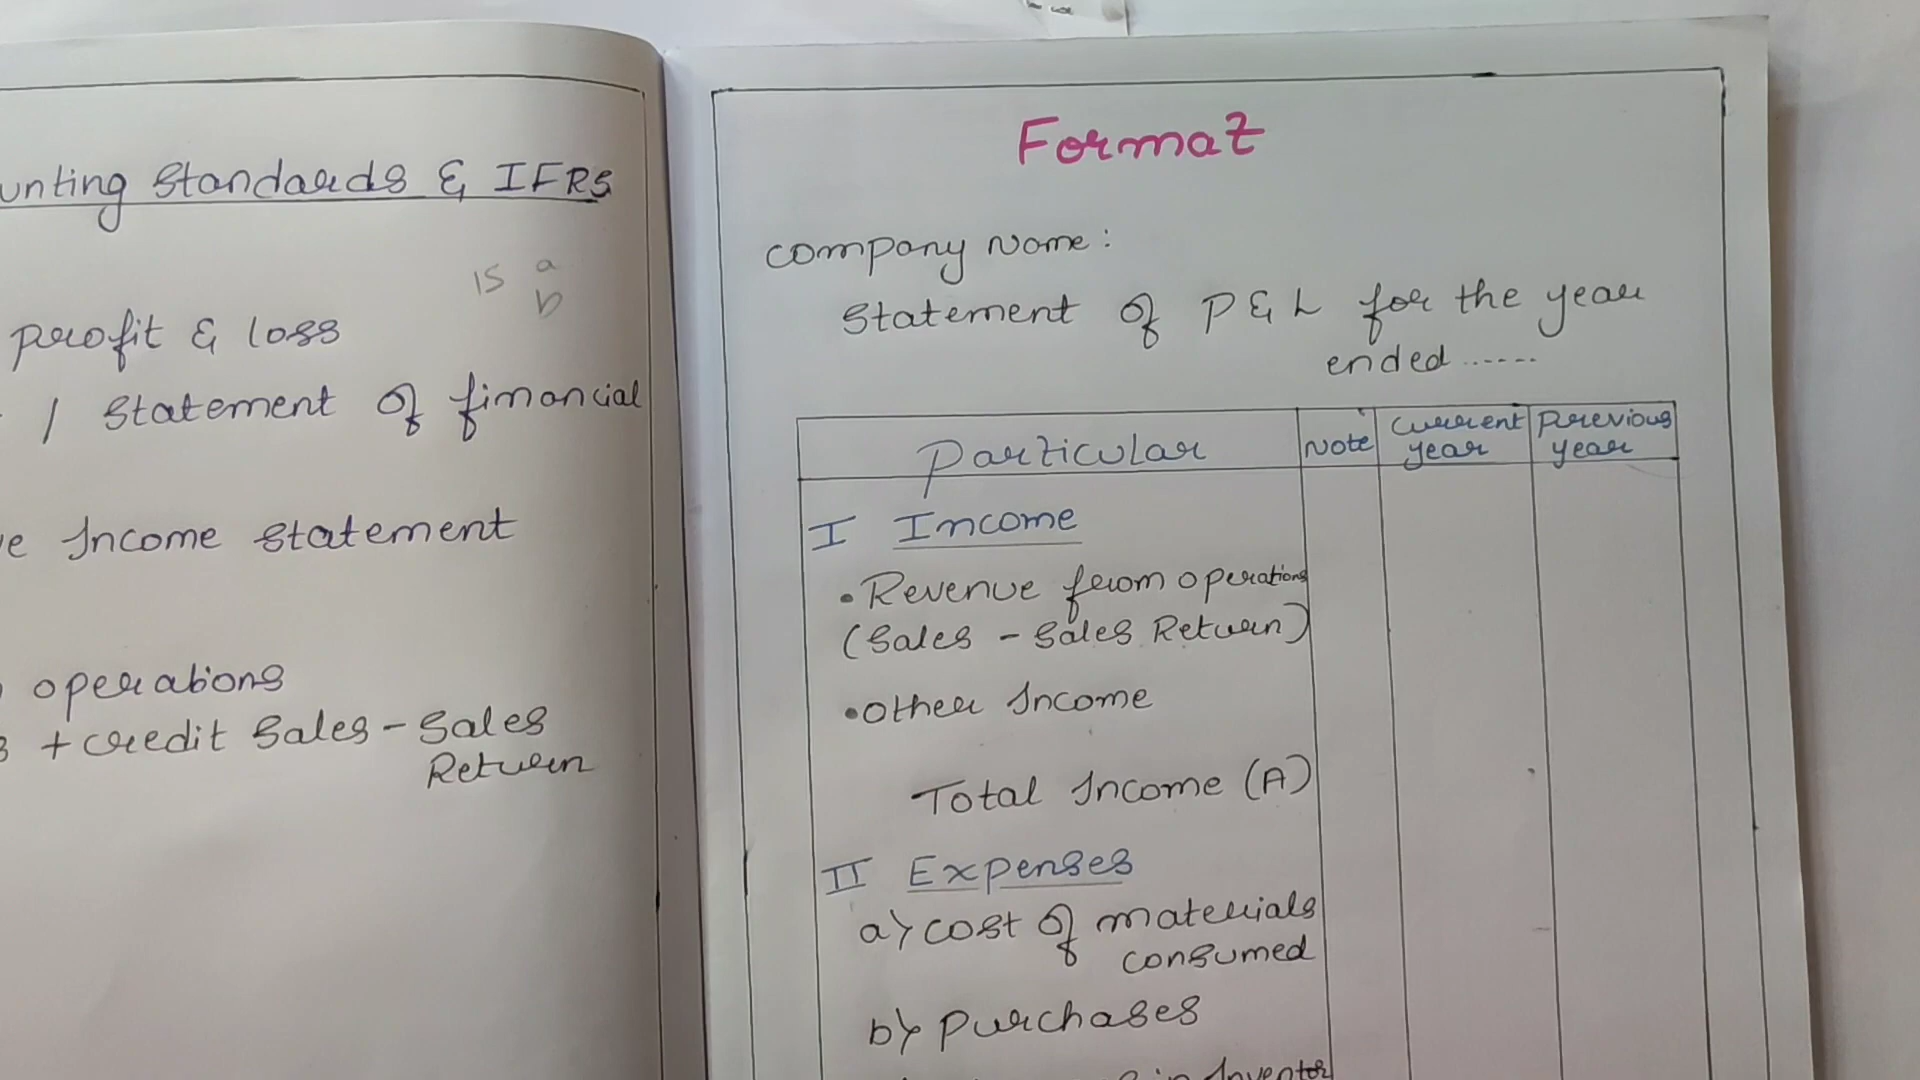 unting Standards & IFRS
is a
b
profit & loss
/ Statement of financial
e Income Statement
operations
s + credit Sales - Sales
Return
Format
company Name:
Statement of P & L for the year
ended ......
Particular Note Current year Previous year
I Income
• Revenue from operations
(Sales - Sales Return)
• Other Income
Total Income (A)
II Expenses
a) cost of materials
consumed
b) purchases
in Inventor